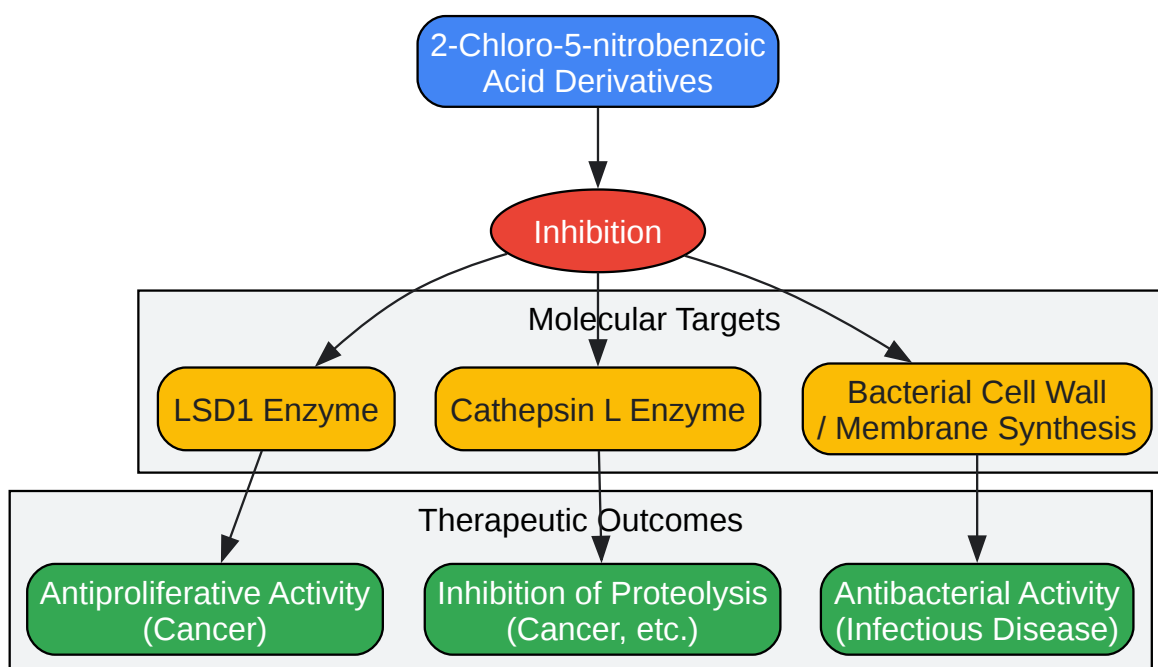 2-Chloro-5-nitrobenzoic
Acid Derivatives
Inhibition
Molecular Targets
LSD1 Enzyme
Cathepsin L Enzyme
Bacterial Cell Wall
/ Membrane Synthesis
Therapeutic Outcomes
Antiproliferative Activity
(Cancer)
Inhibition of Proteolysis
(Cancer, etc.)
Antibacterial Activity
(Infectious Disease)